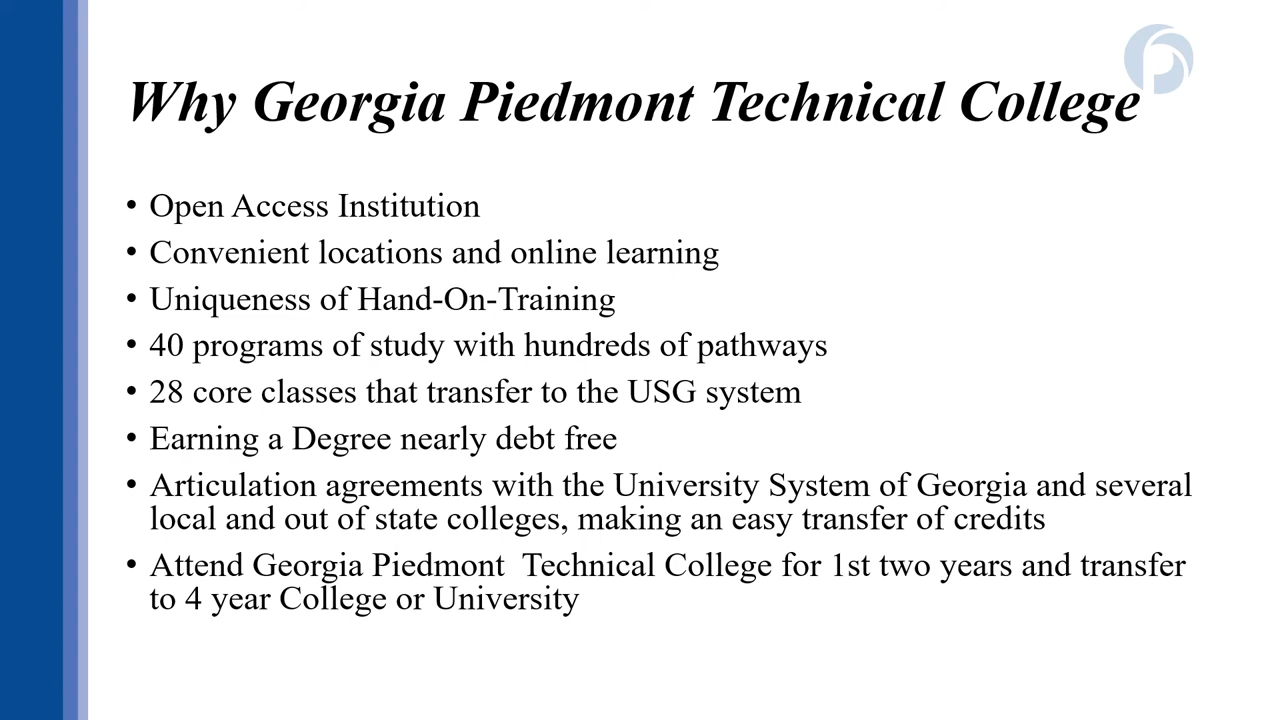 Why Georgia Piedmont Technical College
• Open Access Institution
• Convenient locations and online learning
• Uniqueness of Hand-On-Training
• 40 programs of study with hundreds of pathways
• 28 core classes that transfer to the USG system
• Earning a Degree nearly debt free
• Articulation agreements with the University System of Georgia and several
local and out of state colleges, making an easy transfer of credits
• Attend Georgia Piedmont  Technical College for 1st two years and transfer
to 4 year College or University